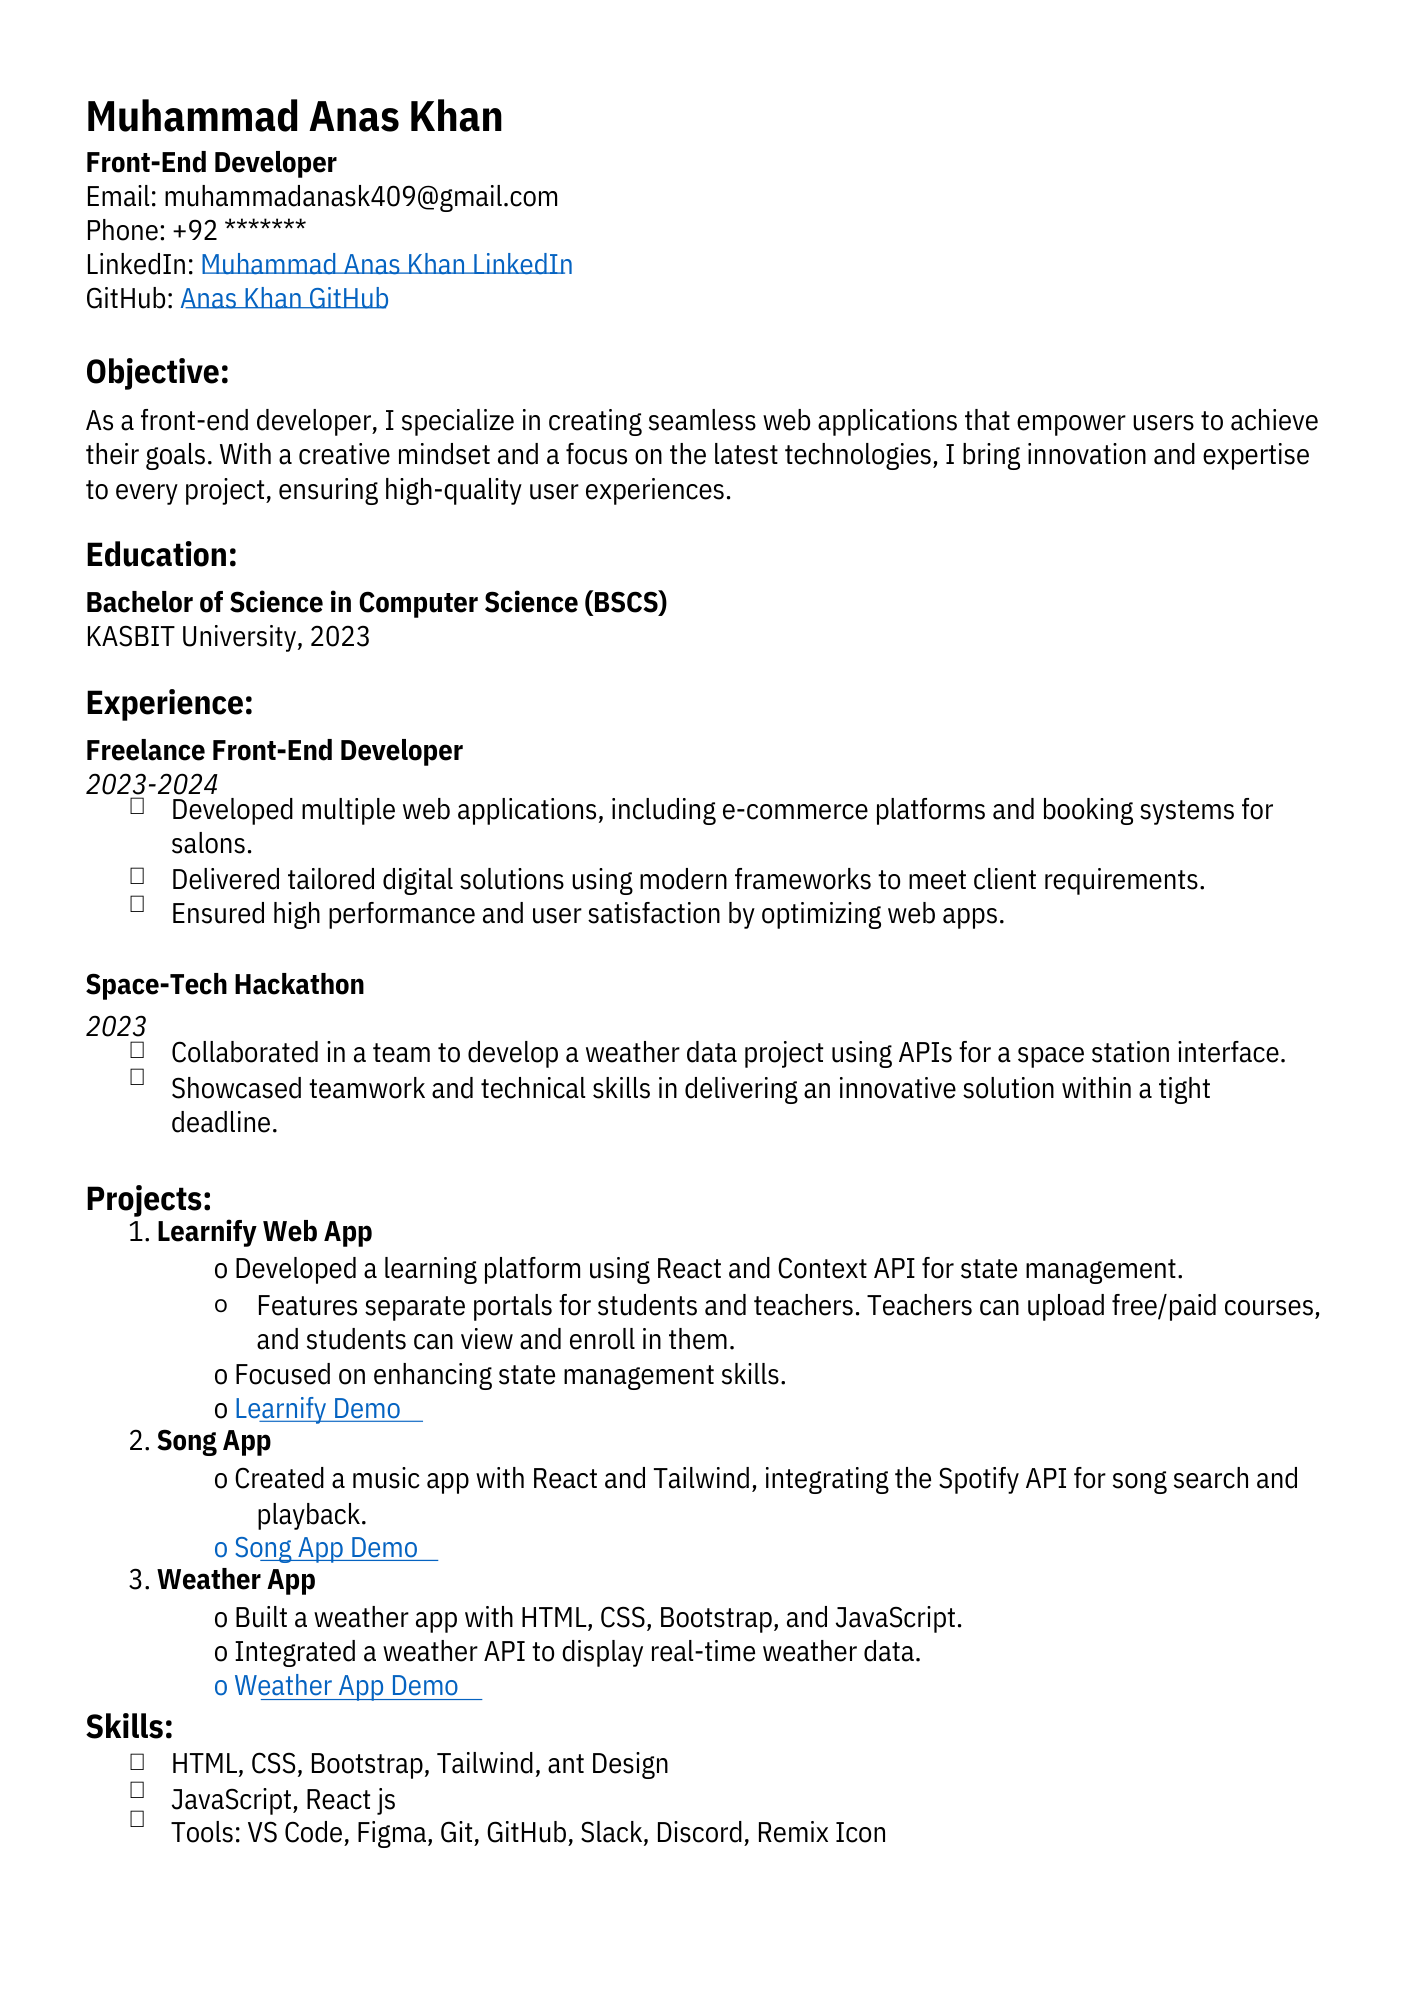 Muhammad Anas Khan
Front-End Developer
Email: muhammadanask409@gmail.com
Phone: +92 *******
LinkedIn: Muhammad Anas Khan LinkedIn
GitHub: Anas Khan GitHub
Objective:
As a front-end developer, I specialize in creating seamless web applications that empower users to achieve
their goals. With a creative mindset and a focus on the latest technologies, I bring innovation and expertise
to every project, ensuring high-quality user experiences.
Education:
Bachelor of Science in Computer Science (BSCS)
KASBIT University, 2023
Experience:
Freelance Front-End Developer
2023-2024
Developed multiple web applications, including e-commerce platforms and booking systems for
salons.
Delivered tailored digital solutions using modern frameworks to meet client requirements.
Ensured high performance and user satisfaction by optimizing web apps.
Space-Tech Hackathon
2023
Collaborated in a team to develop a weather data project using APIs for a space station interface.
Showcased teamwork and technical skills in delivering an innovative solution within a tight
deadline.
Projects:
1. Learnify Web App
o Developed a learning platform using React and Context API for state management.
o Features separate portals for students and teachers. Teachers can upload free/paid courses,
and students can view and enroll in them.
o Focused on enhancing state management skills.
o Learnify Demo
2. Song App
o Created a music app with React and Tailwind, integrating the Spotify API for song search and
playback.
o Song App Demo
3. Weather App
o Built a weather app with HTML, CSS, Bootstrap, and JavaScript.
o Integrated a weather API to display real-time weather data.
o Weather App Demo
Skills:
HTML, CSS, Bootstrap, Tailwind, ant Design
JavaScript, React js
Tools: VS Code, Figma, Git, GitHub, Slack, Discord, Remix Icon